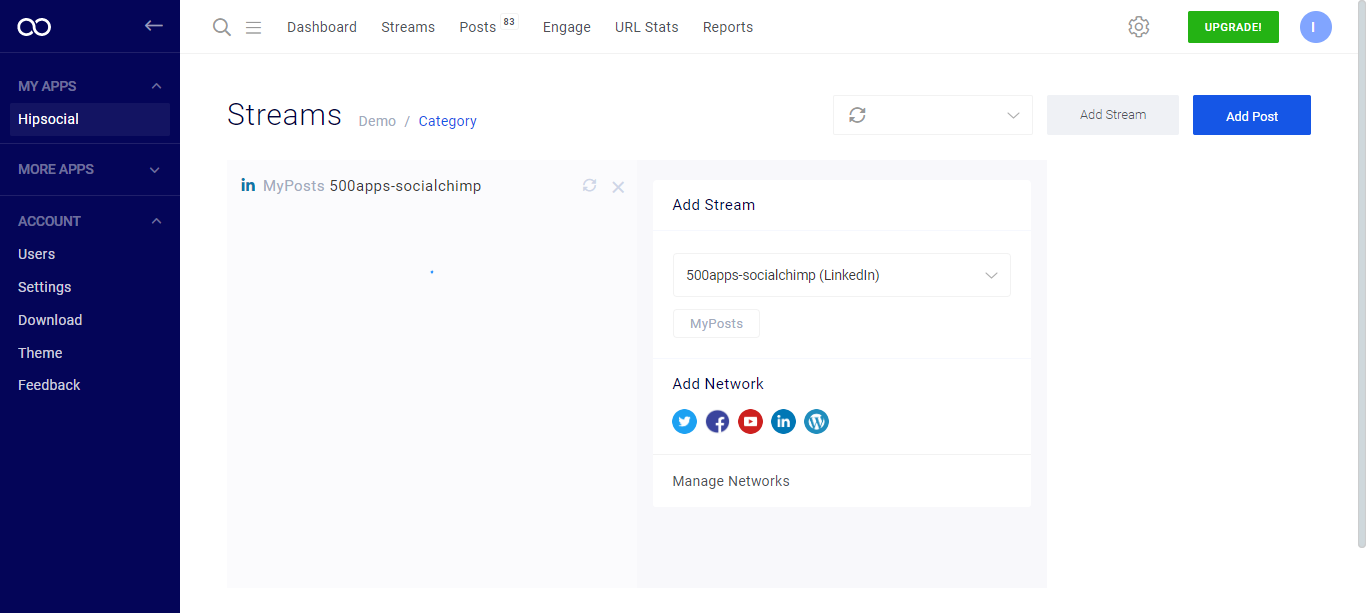 Dashboard Streams Posts 83 Engage URL Stats Reports UPGRADE! I
MY APPS
Hipsocial
MORE APPS
ACCOUNT
Users
Settings
Download
Theme
Feedback
Streams Demo / Category Add Stream Add Post
in MyPosts 500apps-socialchimp
Add Stream
500apps-socialchimp (LinkedIn)
MyPosts
Add Network
Manage Networks